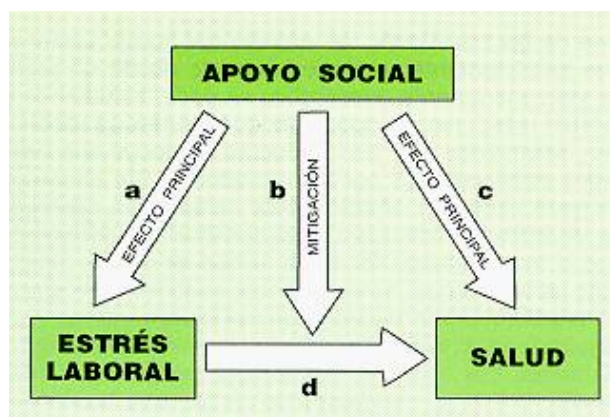 APOYO SOCIAL
a
EFECTO PRINCIPAL
b
MITIGACIÓN
EFECTO PRINCIPAL
c
ESTRÉS
LABORAL
d
SALUD